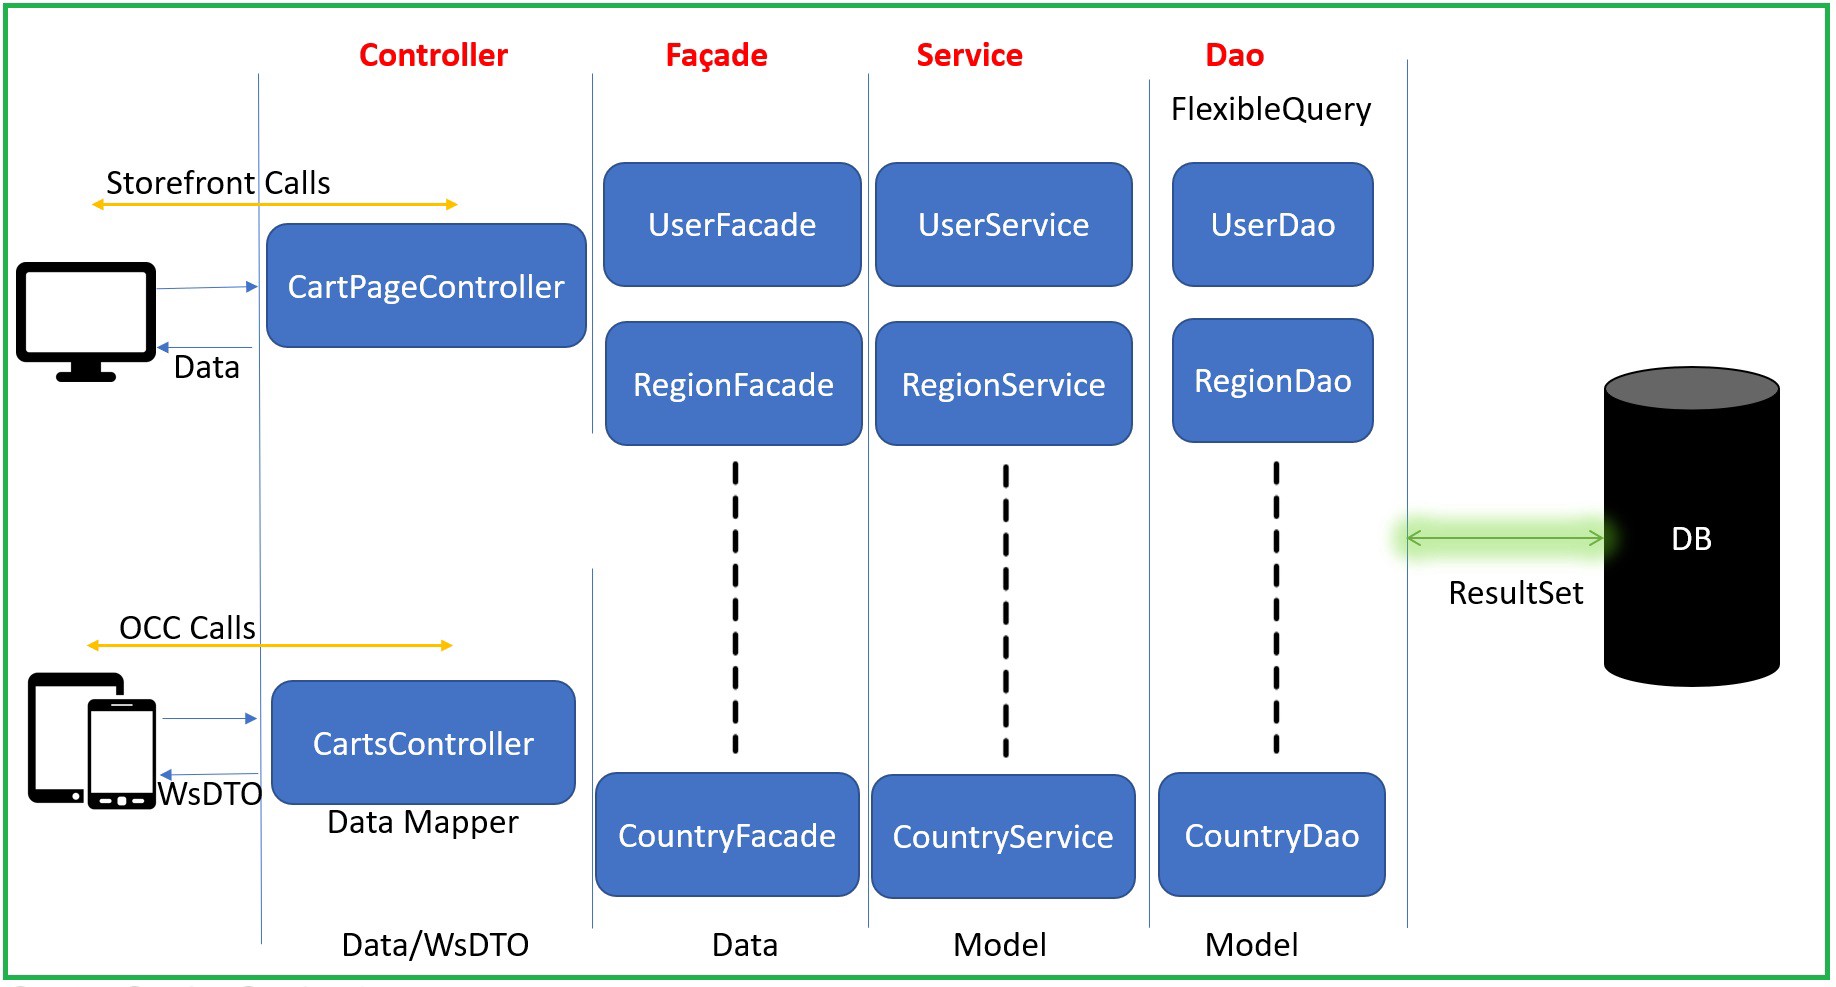 Controller
Façade
Service
Dao
FlexibleQuery
Storefront Calls
CartPageController
Data
UserFacade
UserService
UserDao
RegionFacade
RegionService
RegionDao
DB
ResultSet
OCC Calls
CartsController
WsDTO
Data Mapper
CountryFacade
CountryService
CountryDao
Data/WsDTO
Data
Model
Model